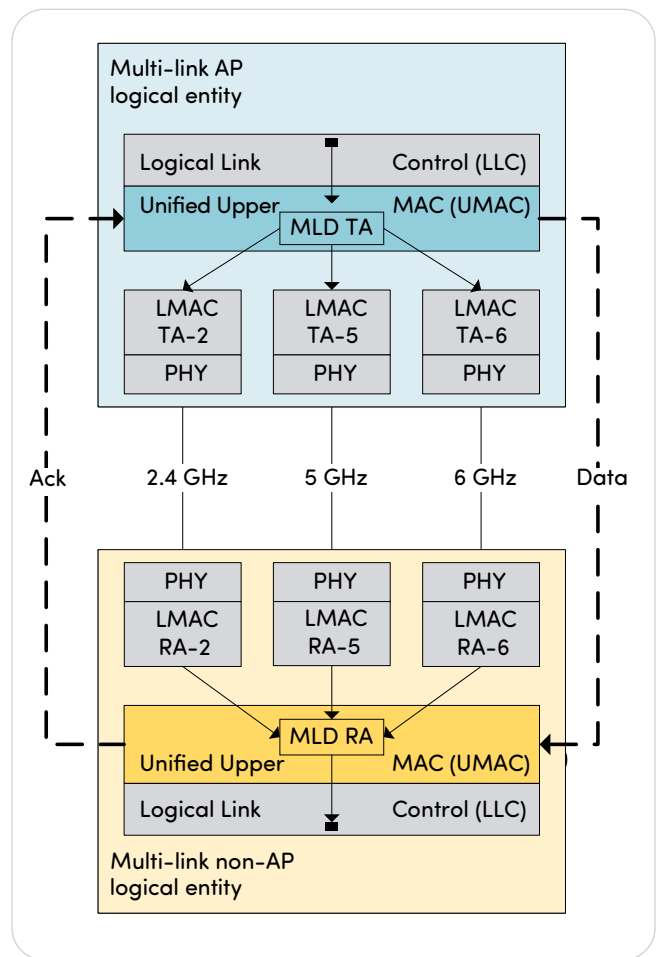 Multi-link AP
logical entity
Logical Link Control (LLC)
Unified Upper MAC (UMAC)
MLD TA
LMAC
TA-2
PHY
LMAC
TA-5
PHY
LMAC
TA-6
PHY
Ack
2.4 GHz
5 GHz
6 GHz
Data
PHY
LMAC
RA-2
PHY
LMAC
RA-5
PHY
LMAC
RA-6
MLD RA
Unified Upper MAC (UMAC)
Logical Link Control (LLC)
Multi-link non-AP
logical entity